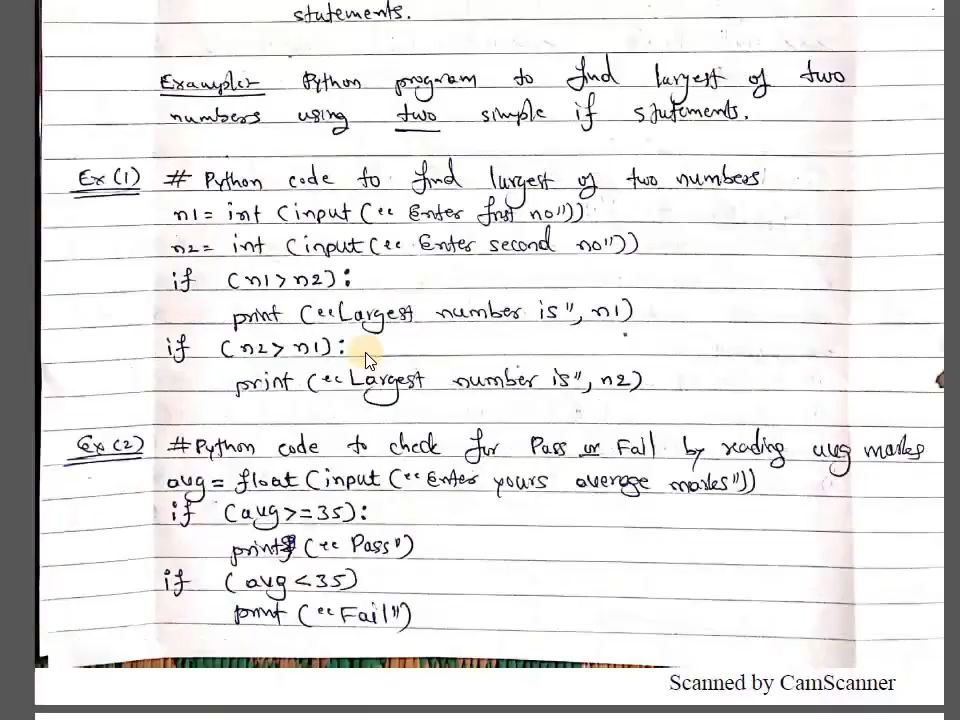 statements.
Example:- Python program to find largest of two
numbers using two simple if statements.
Ex(1) # Python code to find largest of two numbers
n1= int (input (“Enter first no"))
n2= int (input (“Enter second no"))
if (n1>n2):
print (“Largest number is", n1)
if (n2> n1):
print (“Largest number is", n2)
Ex(2) #Python code to check for Pass or Fail by reading avg marks
avg= float (input (“Enter yours average marks"))
if (avg>=35):
print (“Pass")
if (avg <35)
print (“Fail")
Scanned by CamScanner